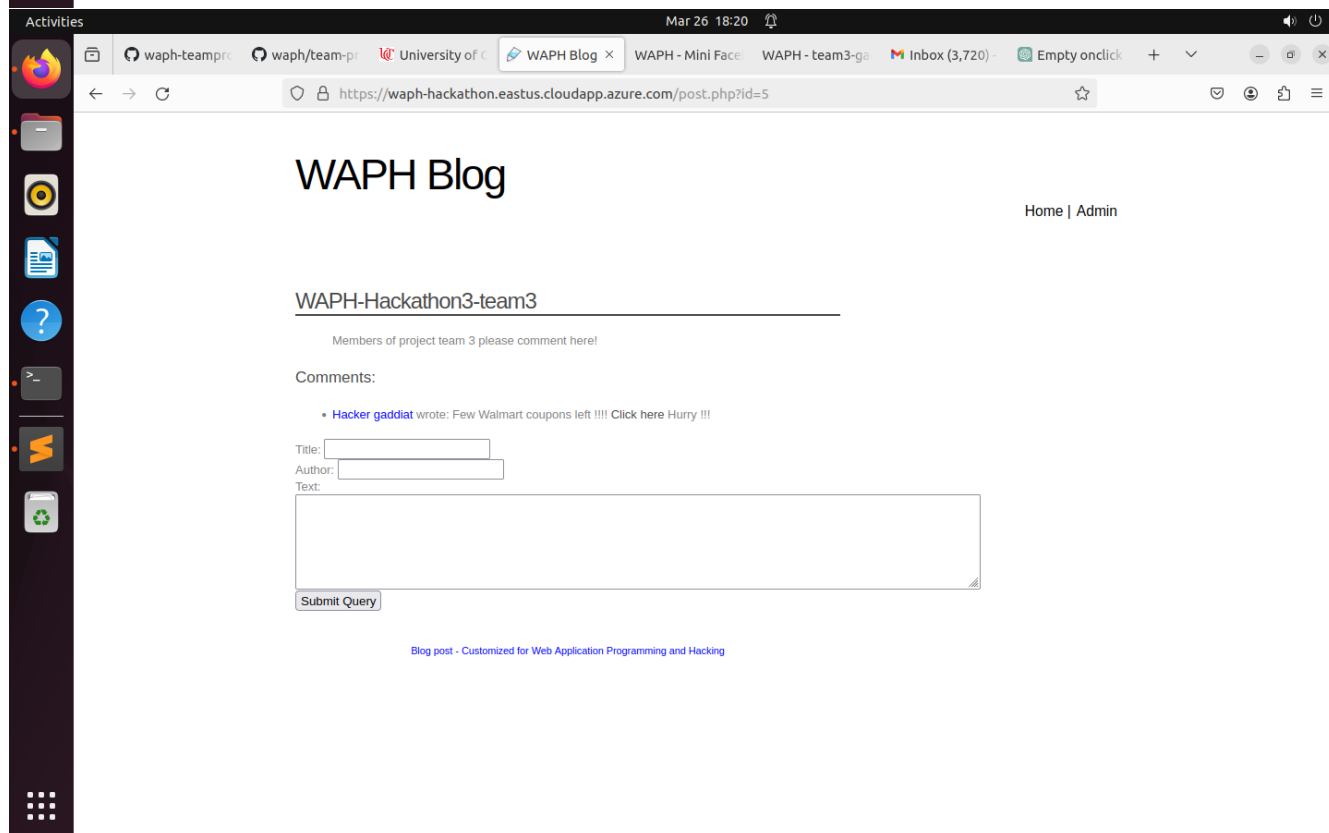 Activities
Mar 26 18:20
waph-teampro
waph/team-pr
University of C
WAPH Blog
WAPH - Mini Face
WAPH - team3-ga
Inbox (3,720) -
Empty onclick
https://waph-hackathon.eastus.cloudapp.azure.com/post.php?id=5
WAPH Blog
Home | Admin
WAPH-Hackathon3-team3
Members of project team 3 please comment here!
Comments:
• Hacker gaddiat wrote: Few Walmart coupons left !!!! Click here Hurry !!!
Title:
Author:
Text:
Submit Query
Blog post - Customized for Web Application Programming and Hacking